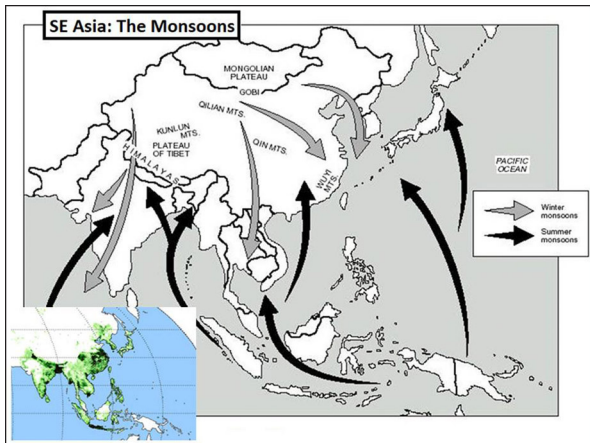 SE Asia: The Monsoons
MONGOLIAN
PLATEAU
GOBI
QILIAN MTS.
KUNLUN
MTS.
PLATEAU
OF TIBET
QIN MTS.
HIMALAYAS
WUYI
MTS.
PACIFIC
OCEAN
Winter
monsoons
Summer
monsoons